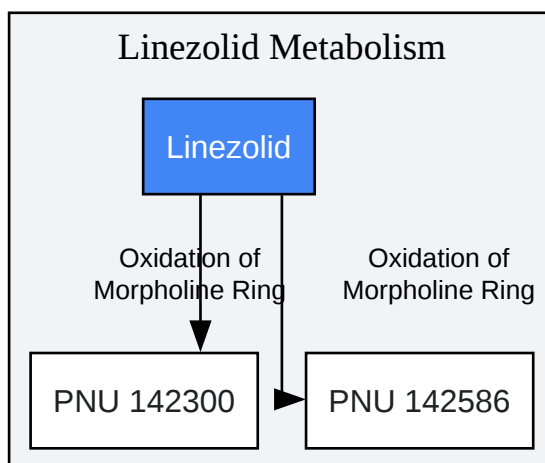 Linezolid Metabolism
Linezolid
Oxidation of
Morpholine Ring
Oxidation of
Morpholine Ring
PNU 142300
PNU 142586